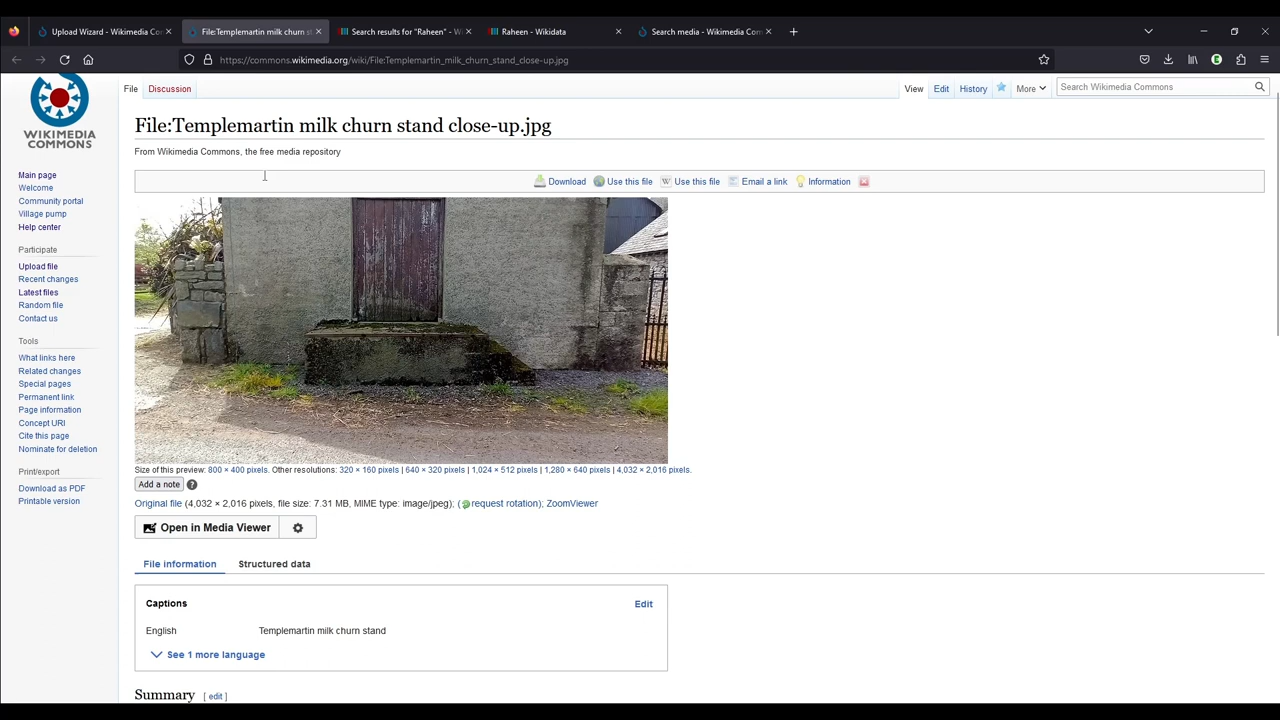 Upload Wizard - Wikimedia Co
File:Templemartin milk churn s
Search results for "Raheen" - W
Raheen - Wikidata
Search media - Wikimedia Com
https://commons.wikimedia.org/wiki/File:Templemartin_milk_churn_stand_close-up.jpg
WIKIMEDIA
COMMONS
Main page
Welcome
Community portal
Village pump
Help center
Participate
Upload file
Recent changes
Latest files
Random file
Contact us
Tools
What links here
Related changes
Special pages
Permanent link
Page information
Concept URI
Cite this page
Nominate for deletion
Print/export
Download as PDF
Printable version
File Discussion
View Edit History More
Search Wikimedia Commons
File:Templemartin milk churn stand close-up.jpg
From Wikimedia Commons, the free media repository
Download Use this file W Use this file Email a link Information
Size of this preview: 800 × 400 pixels. Other resolutions: 320 × 160 pixels | 640 × 320 pixels | 1,024 × 512 pixels | 1,280 × 640 pixels | 4,032 × 2,016 pixels.
Add a note ?
Original file (4,032 × 2,016 pixels, file size: 7.31 MB, MIME type: image/jpeg); ( request rotation); ZoomViewer
Open in Media Viewer
File information Structured data
Captions Edit
English Templemartin milk churn stand
See 1 more language
Summary [ edit ]